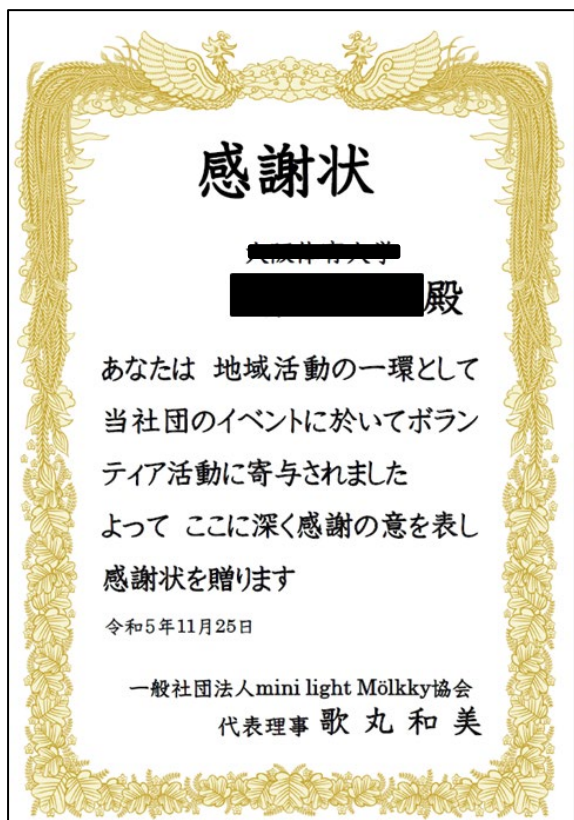 感謝状
殿
あなたは 地域活動の一環として
当社団のイベントに於いてボラン
ティア活動に寄与されました
よって ここに深く感謝の意を表し
感謝状を贈ります
令和5年11月25日
一般社団法人mini light Mölkky協会
代表理事 歌丸和美